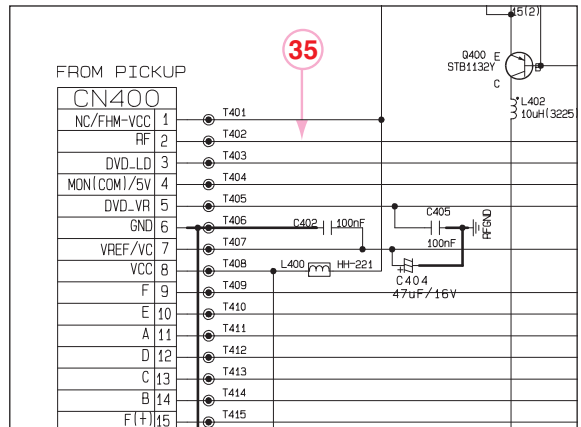 15(2)
35
Q400 E
STB1132Y
B
C
FROM PICKUP
L402
10uH(3225)
CN400
NC/FHM-VCC 1 T401
RF 2 T402
DVD_LD 3 T403
MON(COM)/5V 4 T404
DVD_VR 5 T405
GND 6 T406
C402 100nF
C405
100nF
RFGND
VREF/VC 7 T407
VCC 8 T408
L400 HH-221
C404
47uF/16V
F 9 T409
E 10 T410
A 11 T411
D 12 T412
C 13 T413
B 14 T414
F(+) 15 T415